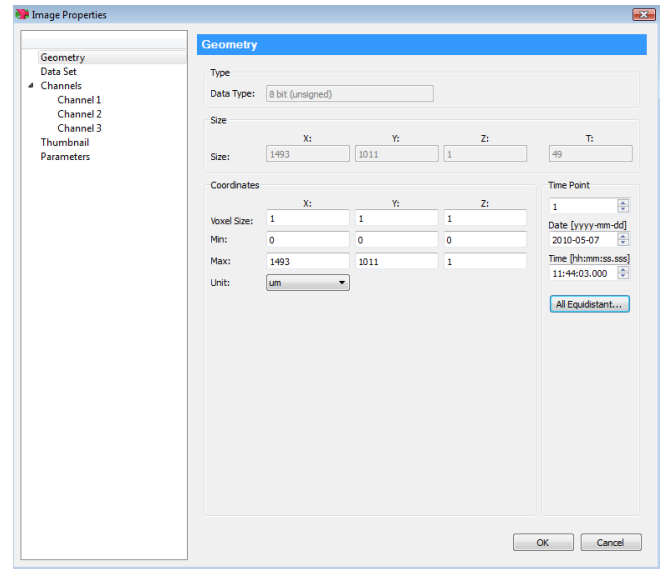 Image Properties
Geometry
Data Set
Channels
Channel 1
Channel 2
Channel 3
Thumbnail
Parameters
Geometry
Type
Data Type: 8 bit (unsigned)
Size
X: Y: Z: T:
Size: 1493 1011 1 49
Coordinates
X: Y: Z:
Voxel Size: 1 1 1
Min: 0 0 0
Max: 1493 1011 1
Unit: um
Time Point
1
Date [yyyy-mm-dd]
2010-05-07
Time [hh:mm:ss.sss]
11:44:03.000
All Equidistant...
OK Cancel